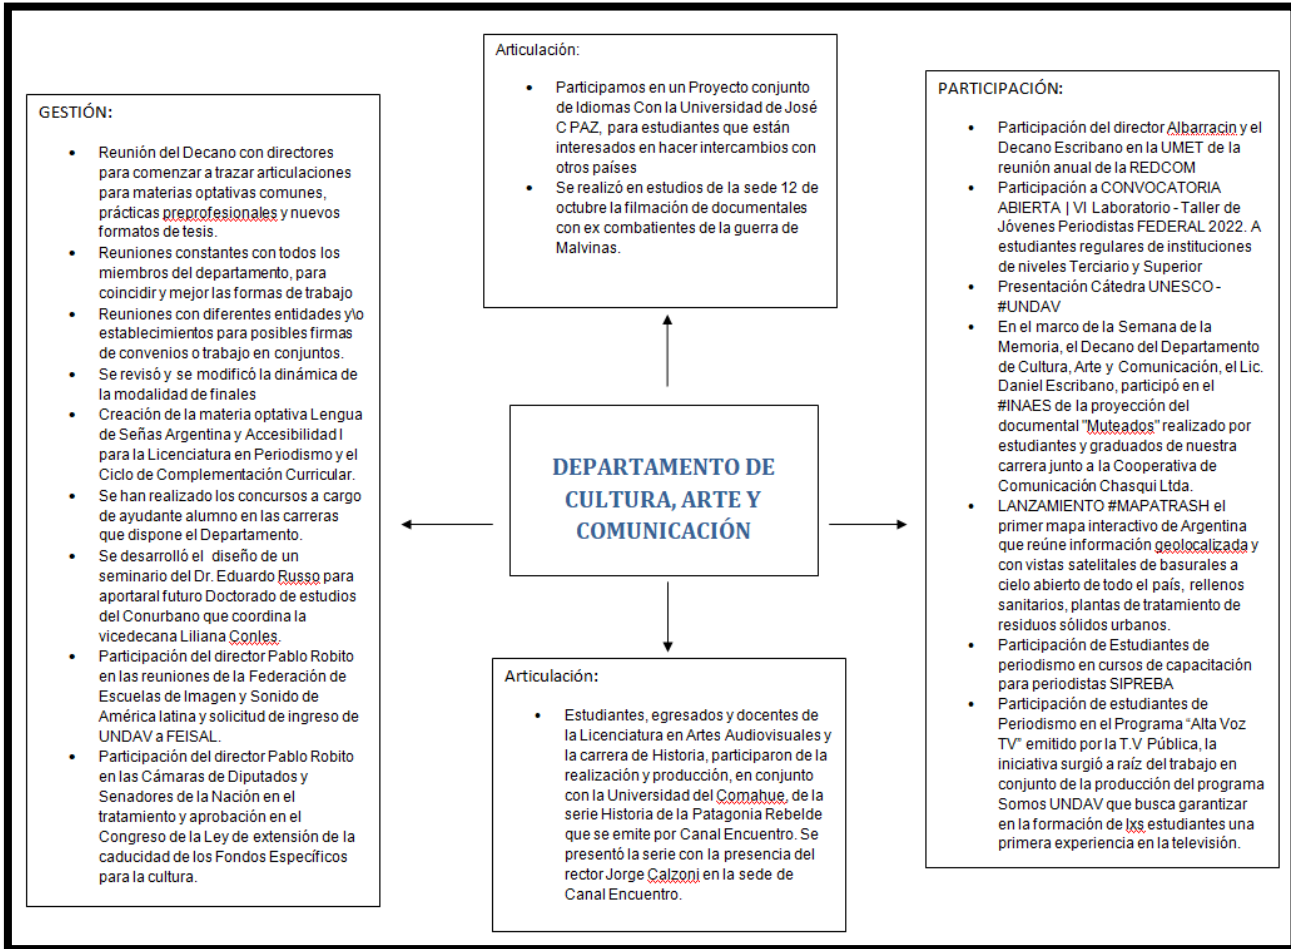 GESTIÓN:
Reunión del Decano con directores
para comenzar a trazar articulaciones
para materias optativas comunes,
prácticas preprofesionales y nuevos
formatos de tesis.
Reuniones constantes con todos los
miembros del departamento, para
coincidir y mejor las formas de trabajo
Reuniones con diferentes entidades y\o
establecimientos para posibles firmas
de convenios o trabajo en conjuntos.
Se revisó y se modificó la dinámica de
la modalidad de finales
Creación de la materia optativa Lengua
de Señas Argentina y Accesibilidad I
para la Licenciatura en Periodismo y el
Ciclo de Complementación Curricular.
Se han realizado los concursos a cargo
de ayudante alumno en las carreras
que dispone el Departamento.
Se desarrolló el diseño de un
seminario del Dr. Eduardo Russo para
aportaral futuro Doctorado de estudios
del Conurbano que coordina la
vicedecana Liliana Conles.
Participación del director Pablo Robito
en las reuniones de la Federación de
Escuelas de Imagen y Sonido de
América latina y solicitud de ingreso de
UNDAV a FEISAL.
Participación del director Pablo Robito
en las Cámaras de Diputados y
Senadores de la Nación en el
tratamiento y aprobación en el
Congreso de la Ley de extensión de la
caducidad de los Fondos Específicos
para la cultura.
Articulación:
Participamos en un Proyecto conjunto
de Idiomas Con la Universidad de José
C PAZ, para estudiantes que están
interesados en hacer intercambios con
otros países
Se realizó en estudios de la sede 12 de
octubre la filmación de documentales
con ex combatientes de la guerra de
Malvinas.
DEPARTAMENTO DE
CULTURA, ARTE Y
COMUNICACIÓN
Articulación:
Estudiantes, egresados y docentes de
la Licenciatura en Artes Audiovisuales y
la carrera de Historia, participaron de la
realización y producción, en conjunto
con la Universidad del Comahue, de la
serie Historia de la Patagonia Rebelde
que se emite por Canal Encuentro. Se
presentó la serie con la presencia del
rector Jorge Calzoni en la sede de
Canal Encuentro.
PARTICIPACIÓN:
Participación del director Albarracin y el
Decano Escribano en la UMET de la
reunión anual de la REDCOM
Participación a CONVOCATORIA
ABIERTA | VI Laboratorio - Taller de
Jóvenes Periodistas FEDERAL 2022. A
estudiantes regulares de instituciones
de niveles Terciario y Superior
Presentación Cátedra UNESCO -
#UNDAV
En el marco de la Semana de la
Memoria, el Decano del Departamento
de Cultura, Arte y Comunicación, el Lic.
Daniel Escribano, participó en el
#INAES de la proyección del
documental "Muteados" realizado por
estudiantes y graduados de nuestra
carrera junto a la Cooperativa de
Comunicación Chasqui Ltda.
LANZAMIENTO #MAPATRASH el
primer mapa interactivo de Argentina
que reúne información geolocalizada y
con vistas satelitales de basurales a
cielo abierto de todo el país, rellenos
sanitarios, plantas de tratamiento de
residuos sólidos urbanos.
Participación de Estudiantes de
periodismo en cursos de capacitación
para periodistas SIPREBA
Participación de estudiantes de
Periodismo en el Programa “Alta Voz
TV” emitido por la T.V Pública, la
iniciativa surgió a raíz del trabajo en
conjunto de la producción del programa
Somos UNDAV que busca garantizar
en la formación de lxs estudiantes una
primera experiencia en la televisión.